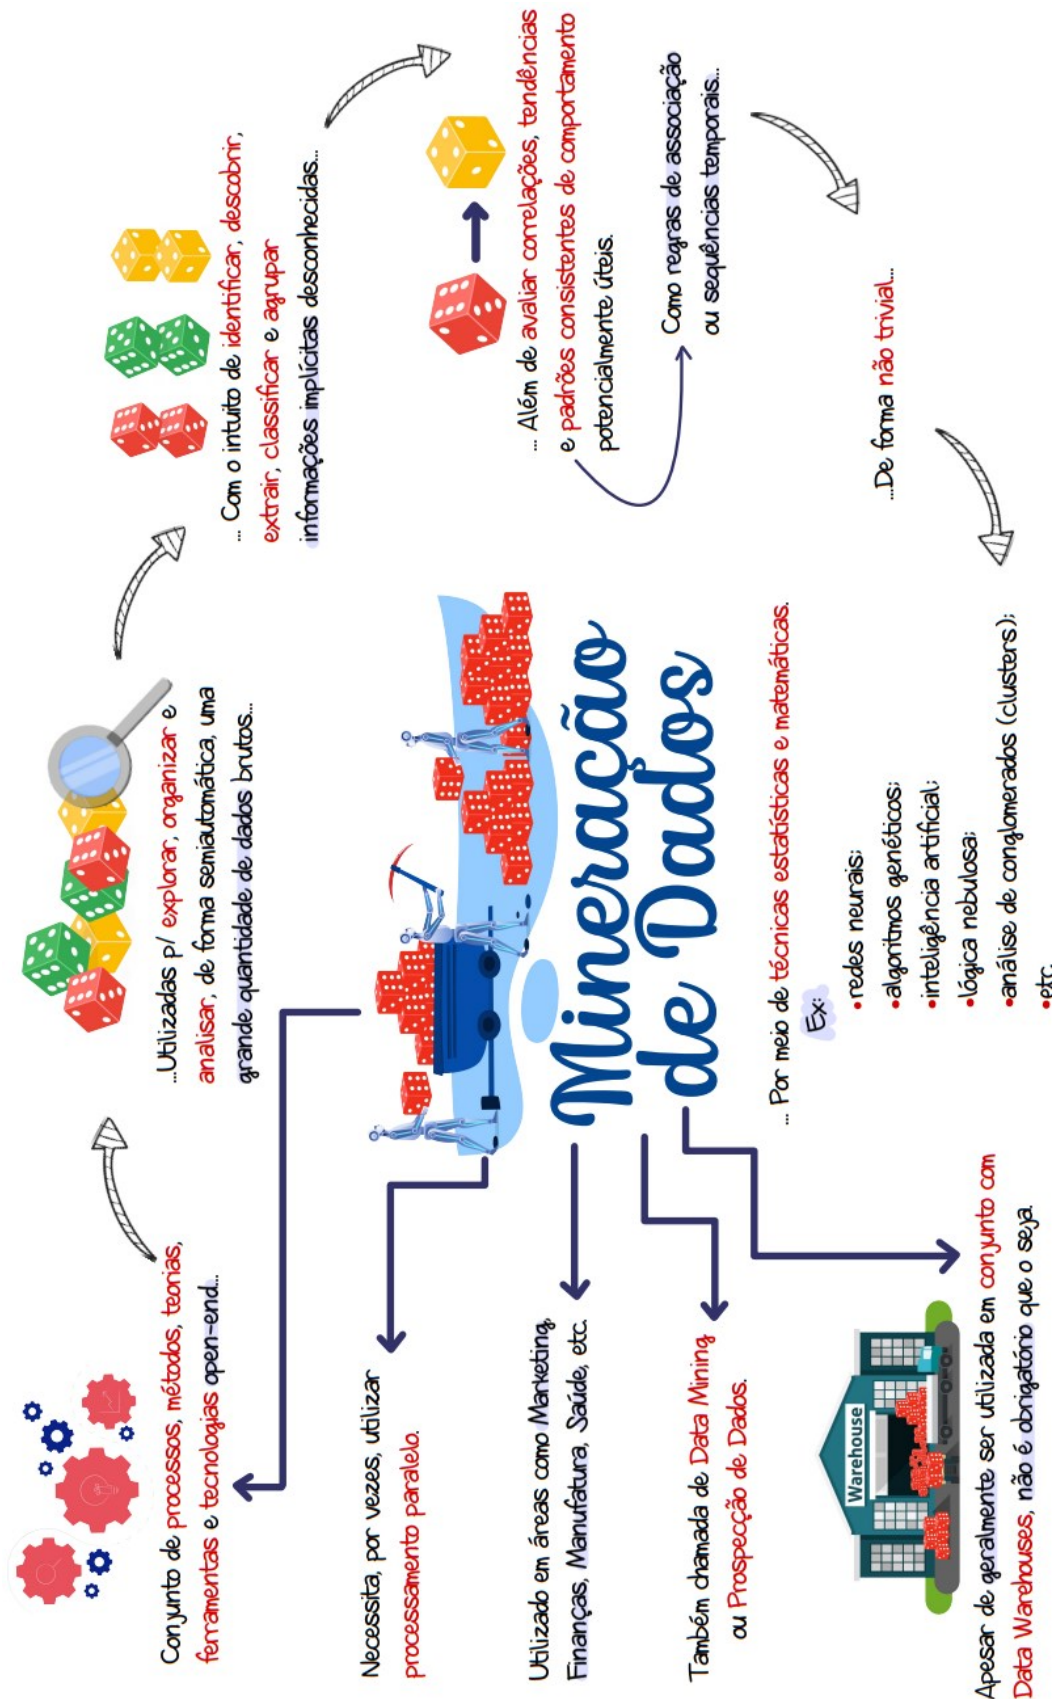 Conjunto de processos, métodos, teorias,
ferramentas e tecnologias open-end...
...Utilizadas p/ explorar, organizar e
analisar, de forma semiautomática, uma
grande quantidade de dados brutos...
... Com o intuito de identificar, descobrir,
extrair, classificar e agrupar
informações implícitas desconhecidas...
... Além de avaliar correlações, tendências
e padrões consistentes de comportamento
potencialmente úteis.
Como regras de associação
ou sequências temporais...
...De forma não trivial...
... Por meio de técnicas estatísticas e matemáticas.
Ex:
•redes neurais;
•algoritmos genéticos;
•inteligência artificial;
•lógica nebulosa;
•análise de conglomerados (clusters);
•etc.
Mineração
de Dados
Necessita, por vezes, utilizar
processamento paralelo.
Utilizado em áreas como Marketing,
Finanças, Manufatura, Saúde, etc.
Também chamada de Data Mining
ou Prospecção de Dados.
Warehouse
Apesar de geralmente ser utilizada em conjunto com
Data Warehouses, não é obrigatório que o seja.